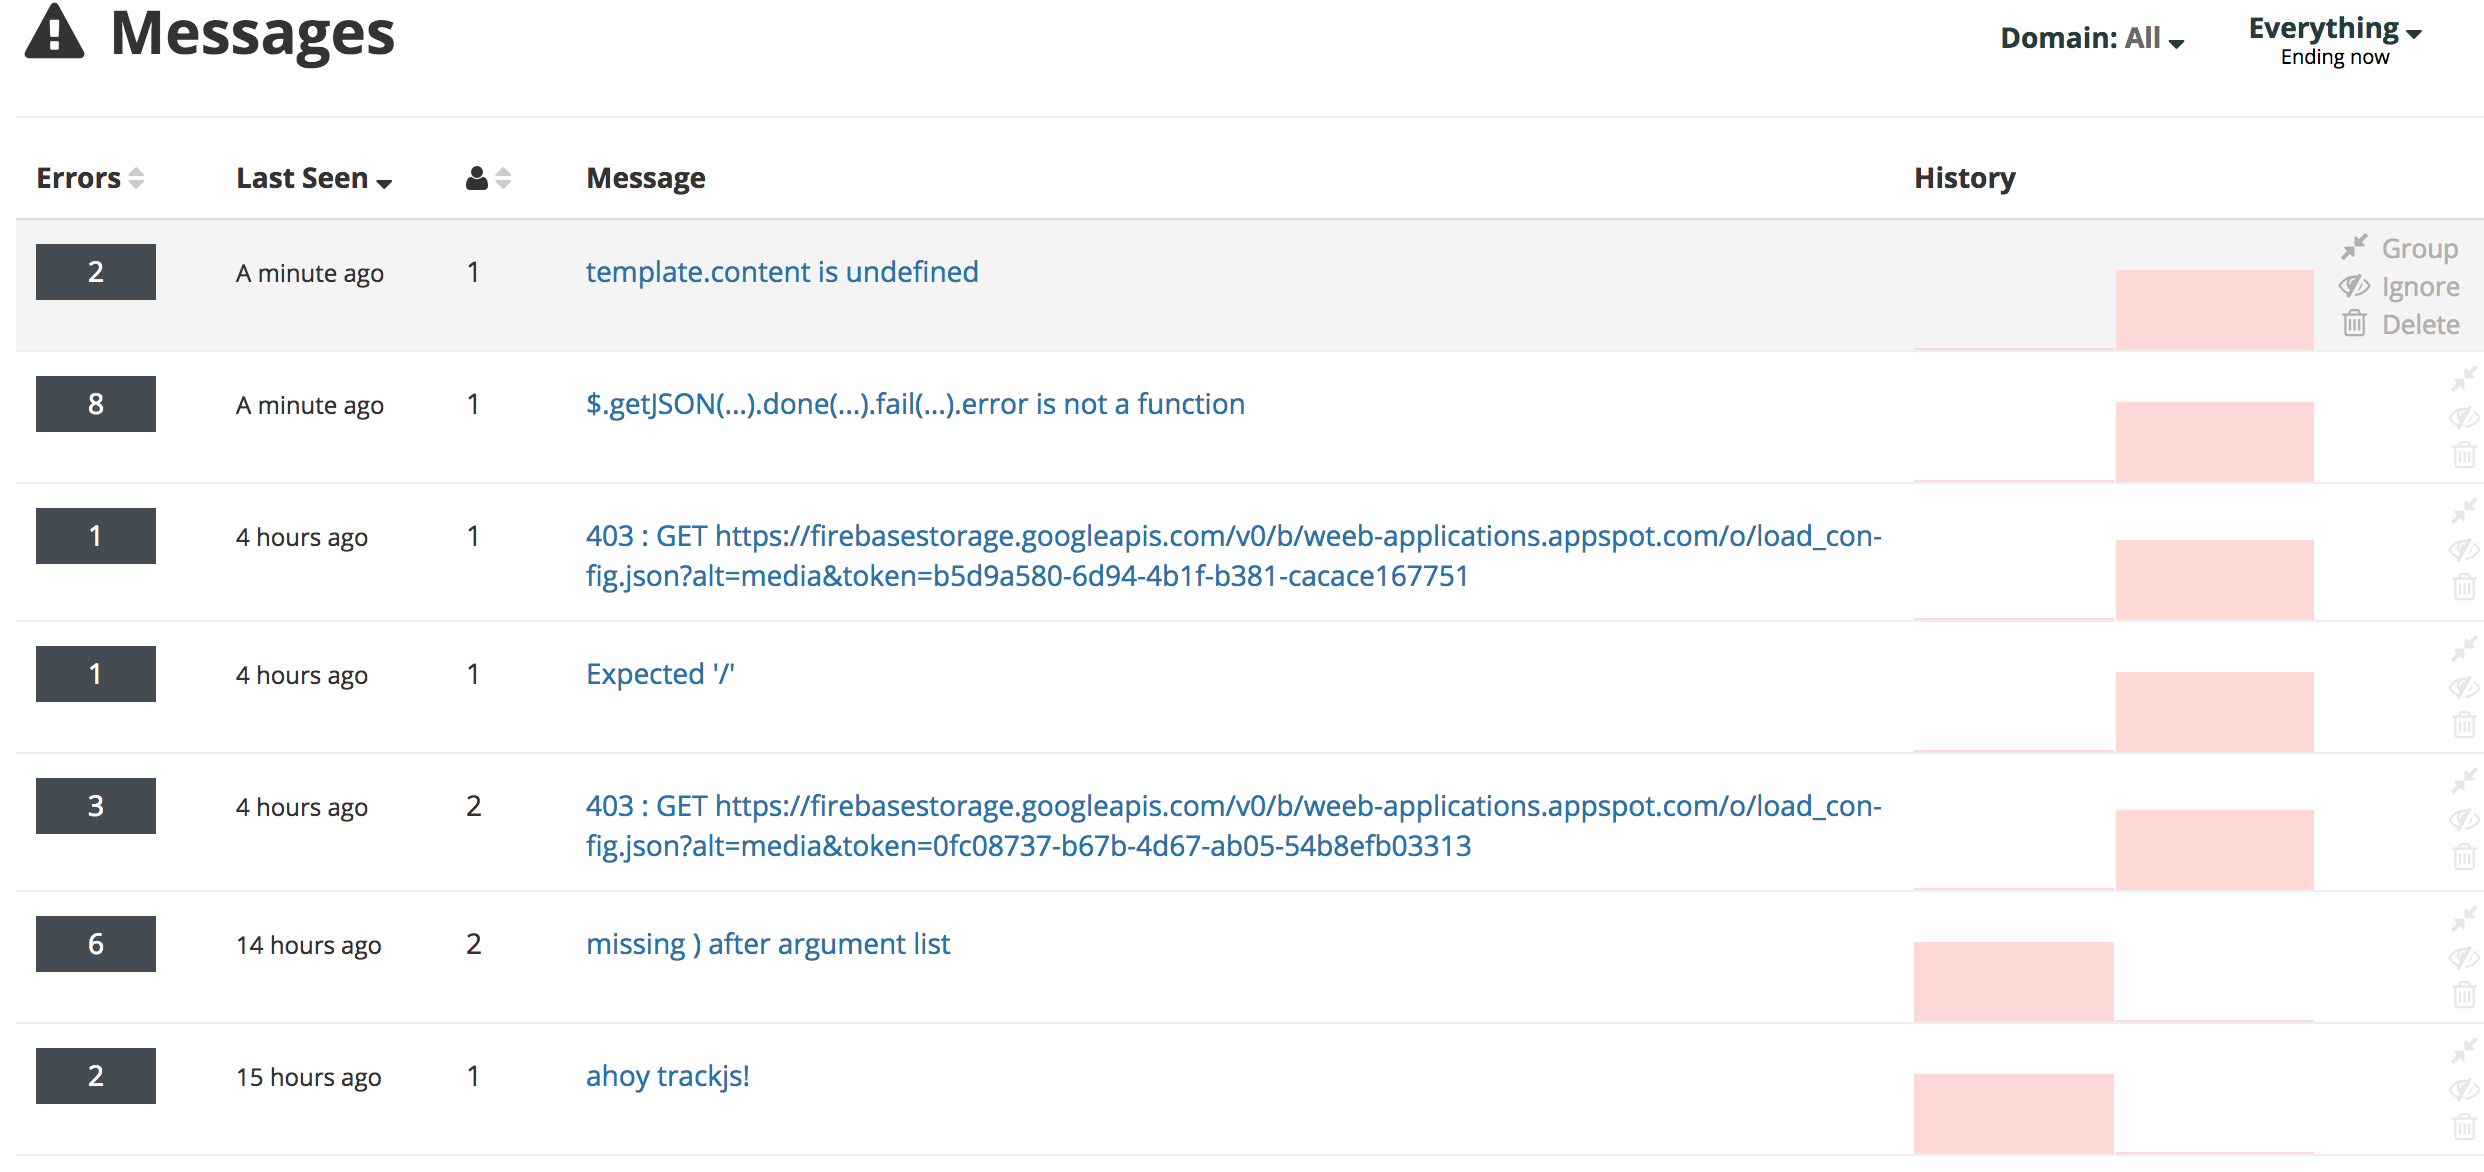 Messages
Domain: All
Everything
Ending now
Errors
Last Seen
Message
History
2
A minute ago
1
template.content is undefined
Group
Ignore
Delete
8
A minute ago
1
$.getJSON(...).done(...).fail(...).error is not a function
1
4 hours ago
1
403 : GET https://firebasestorage.googleapis.com/v0/b/weeb-applications.appspot.com/o/load_con-
fig.json?alt=media&token=b5d9a580-6d94-4b1f-b381-cacace167751
1
4 hours ago
1
Expected '/'
3
4 hours ago
2
403 : GET https://firebasestorage.googleapis.com/v0/b/weeb-applications.appspot.com/o/load_con-
fig.json?alt=media&token=0fc08737-b67b-4d67-ab05-54b8efb03313
6
14 hours ago
2
missing ) after argument list
2
15 hours ago
1
ahoy trackjs!